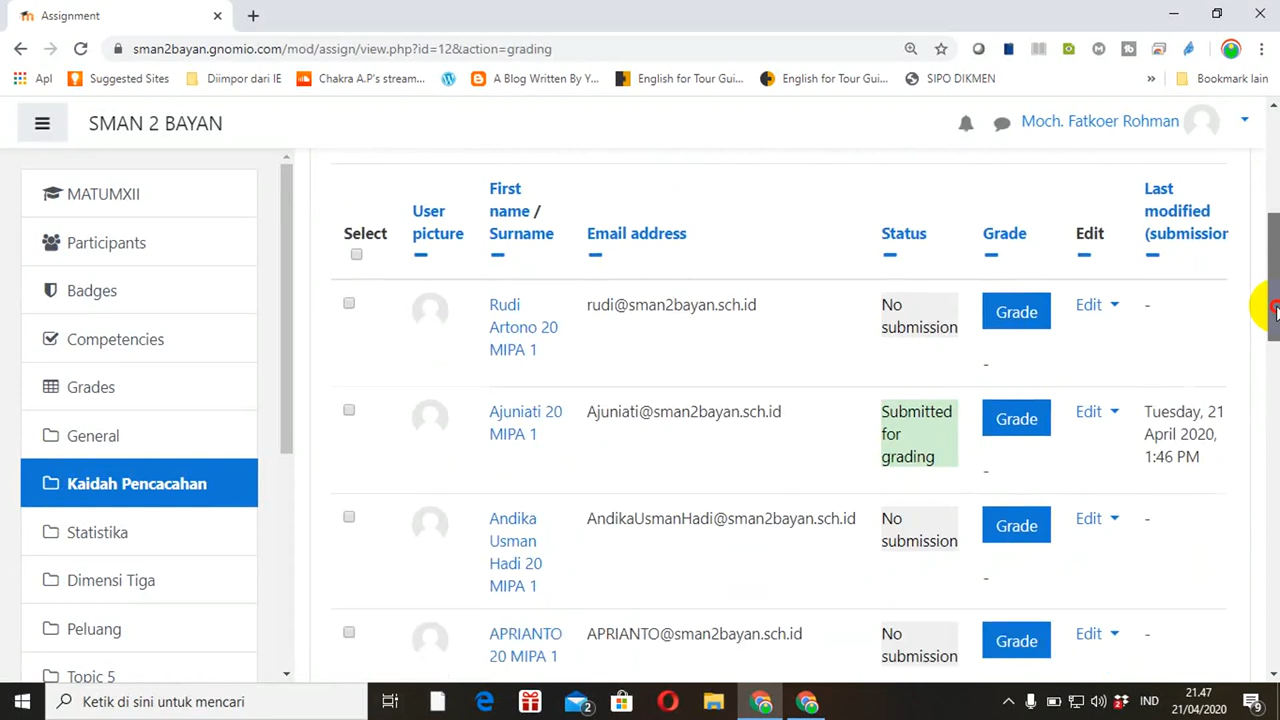 Assignment
sman2bayan.gnomio.com/mod/assign/view.php?id=12&action=grading
Apl
Suggested Sites
Diimpor dari IE
Chakra A.P's stream...
A Blog Written By Y...
English for Tour Gui...
English for Tour Gui...
SIPO DIKMEN
»
Bookmark lain
SMAN 2 BAYAN
Moch. Fatkoer Rohman
MATUMXII
Participants
Badges
Competencies
Grades
General
Kaidah Pencacahan
Statistika
Dimensi Tiga
Peluang
Topic 5
Select
User
picture
First
name /
Surname
Email address
Status
Grade
Edit
Last
modified
(submission
Rudi
Artono 20
MIPA 1
rudi@sman2bayan.sch.id
No
submission
Grade
-
Edit
-
Ajuniati 20
MIPA 1
Ajuniati@sman2bayan.sch.id
Submitted
for
grading
Grade
-
Edit
Tuesday, 21
April 2020,
1:46 PM
Andika
Usman
Hadi 20
MIPA 1
AndikaUsmanHadi@sman2bayan.sch.id
No
submission
Grade
-
Edit
-
APRIANTO
20 MIPA 1
APRIANTO@sman2bayan.sch.id
No
submission
Grade
Edit
-
Ketik di sini untuk mencari
2
IND
21.47
21/04/2020
9